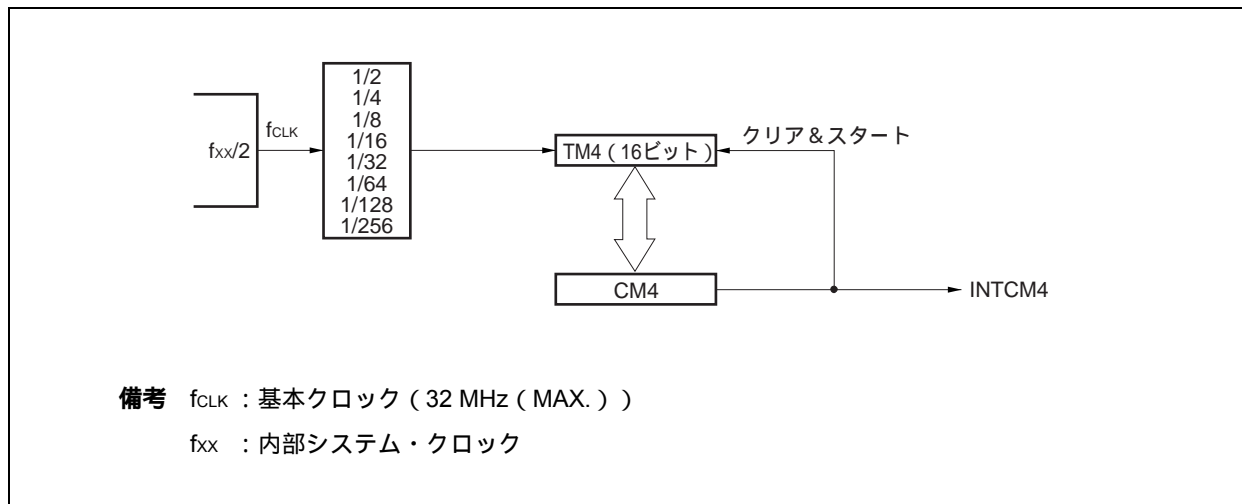 fXX/2
fCLK
1/2
1/4
1/8
1/16
1/32
1/64
1/128
1/256
TM4（16ビット）
クリア＆スタート
CM4
INTCM4
備考 fCLK ：基本クロック（32 MHz（MAX.））
fXX ：内部システム・クロック